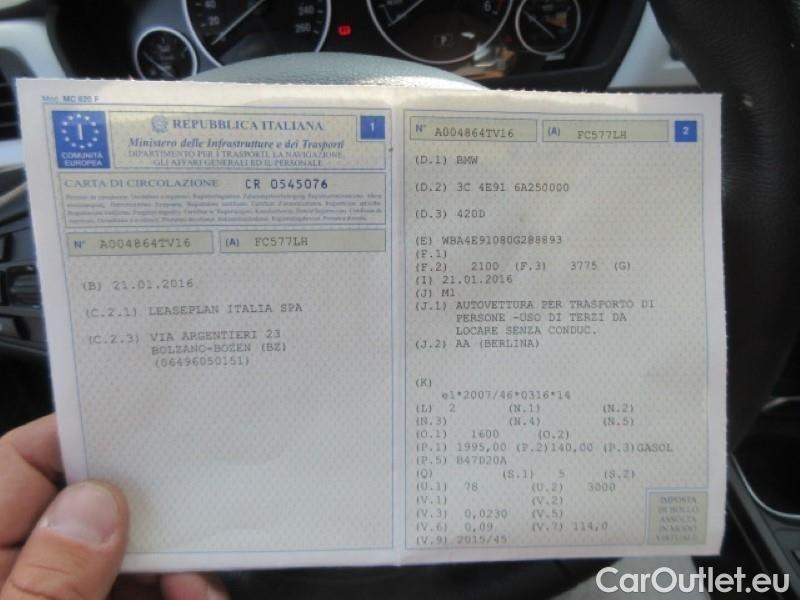 Mod. MC 820 F
I
COMUNITÀ
EUROPEA
REPUBBLICA ITALIANA
1
Ministero delle Infrastrutture e dei Trasporti
DIPARTIMENTO PER I TRASPORTI, LA NAVIGAZIONE,
GLI AFFARI GENERALI ED IL PERSONALE
CARTA DI CIRCOLAZIONE CR 0545076
N° A004864TV16 (A) FC577LH
(B) 21.01.2016
(C.2.1) LEASEPLAN ITALIA SPA
(C.2.3) VIA ARGENTIERI 23
BOLZANO-BOZEN (BZ)
(06496050151)
N° A004864TV16 (A) FC577LH 2
(D.1) BMW
(D.2) 3C 4E91 6A250000
(D.3) 420D
(E) WBA4E91080G288893
(F.1)
(F.2) 2100 (F.3) 3775 (G)
(I) 21.01.2016
(J) M1
(J.1) AUTOVETTURA PER TRASPORTO DI
PERSONE -USO DI TERZI DA
LOCARE SENZA CONDUC.
(J.2) AA (BERLINA)
(K)
e1*2007/46*0316*14
(L) 2 (N.1) (N.2)
(N.3) (N.4) (N.5)
(O.1) 1600 (O.2)
(P.1) 1995,00 (P.2)140,00 (P.3)GASOL
(P.5) B47D20A
(Q) (S.1) 5 (S.2)
(U.1) 78 (U.2) 3000
(V.1) (V.2)
(V.3) 0,0230 (V.5)
(V.6) 0,09 (V.7) 114,0
(V.9) 2015/45
IMPOSTA
DI BOLLO
ASSOLTA
IN MODO
VIRTUALE
CarOutlet.eu